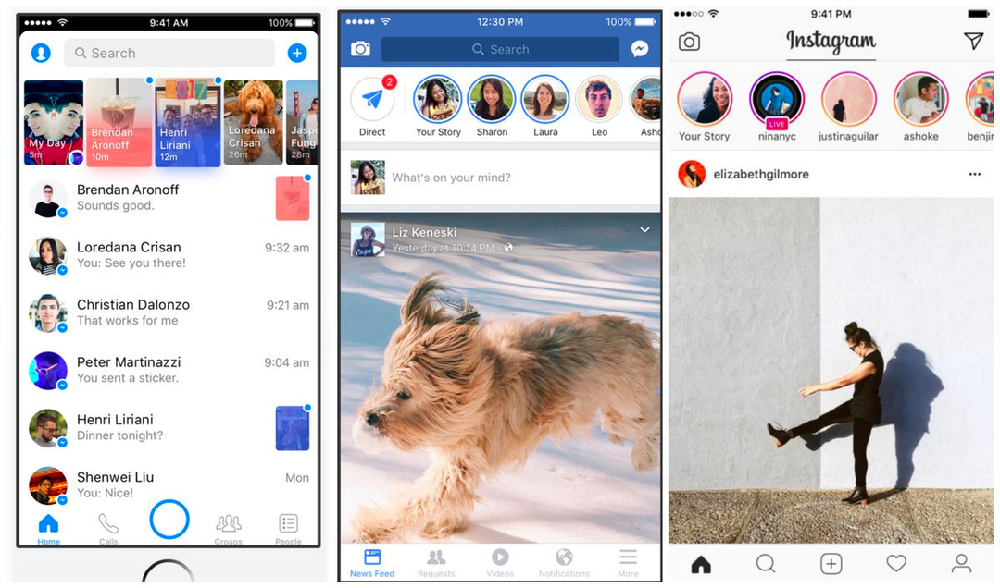 9:41 AM
100%
Search
My Day
5m
Brendan
Aronoff
10m
2017
Henri
Liriani
12m
Loredana
Crisan
26m
Jaspe
Fung
28m
Brendan Aronoff
Sounds good.
Loredana Crisan
9:32 am
You: See you there!
Christian Dalonzo
9:21 am
That works for me
Peter Martinazzi
9:04 am
You sent a sticker.
Henri Liriani
Dinner tonight?
Shenwei Liu
Mon
You: Nice!
Home
Calls
Groups
People
12:30 PM
100%
Search
2
Direct
Your Story
Sharon
Laura
Leo
Asho
What's on your mind?
Liz Keneski
Yesterday at 10:14 PM ·
News Feed
Requests
Videos
Notifications
More
9:41 PM
Instagram
LIVE
Your Story
ninanyc
justinaguilar
ashoke
benjir
elizabethgilmore